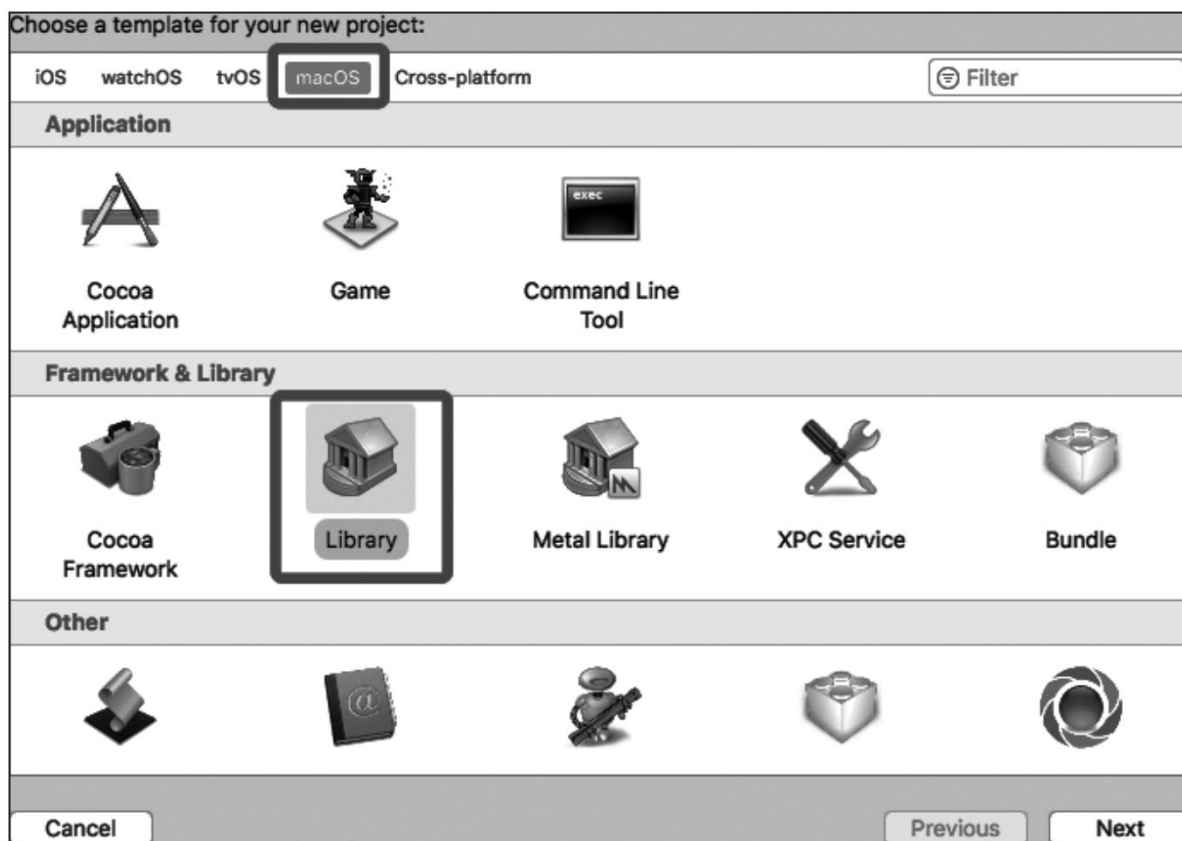 Choose a template for your new project:
iOS watchOS tvOS macOS Cross-platform Filter
Application
exec
Cocoa Application
Game
Command Line Tool
Framework & Library
Cocoa Framework
Library
Metal Library
XPC Service
Bundle
Other
@
Cancel Previous Next